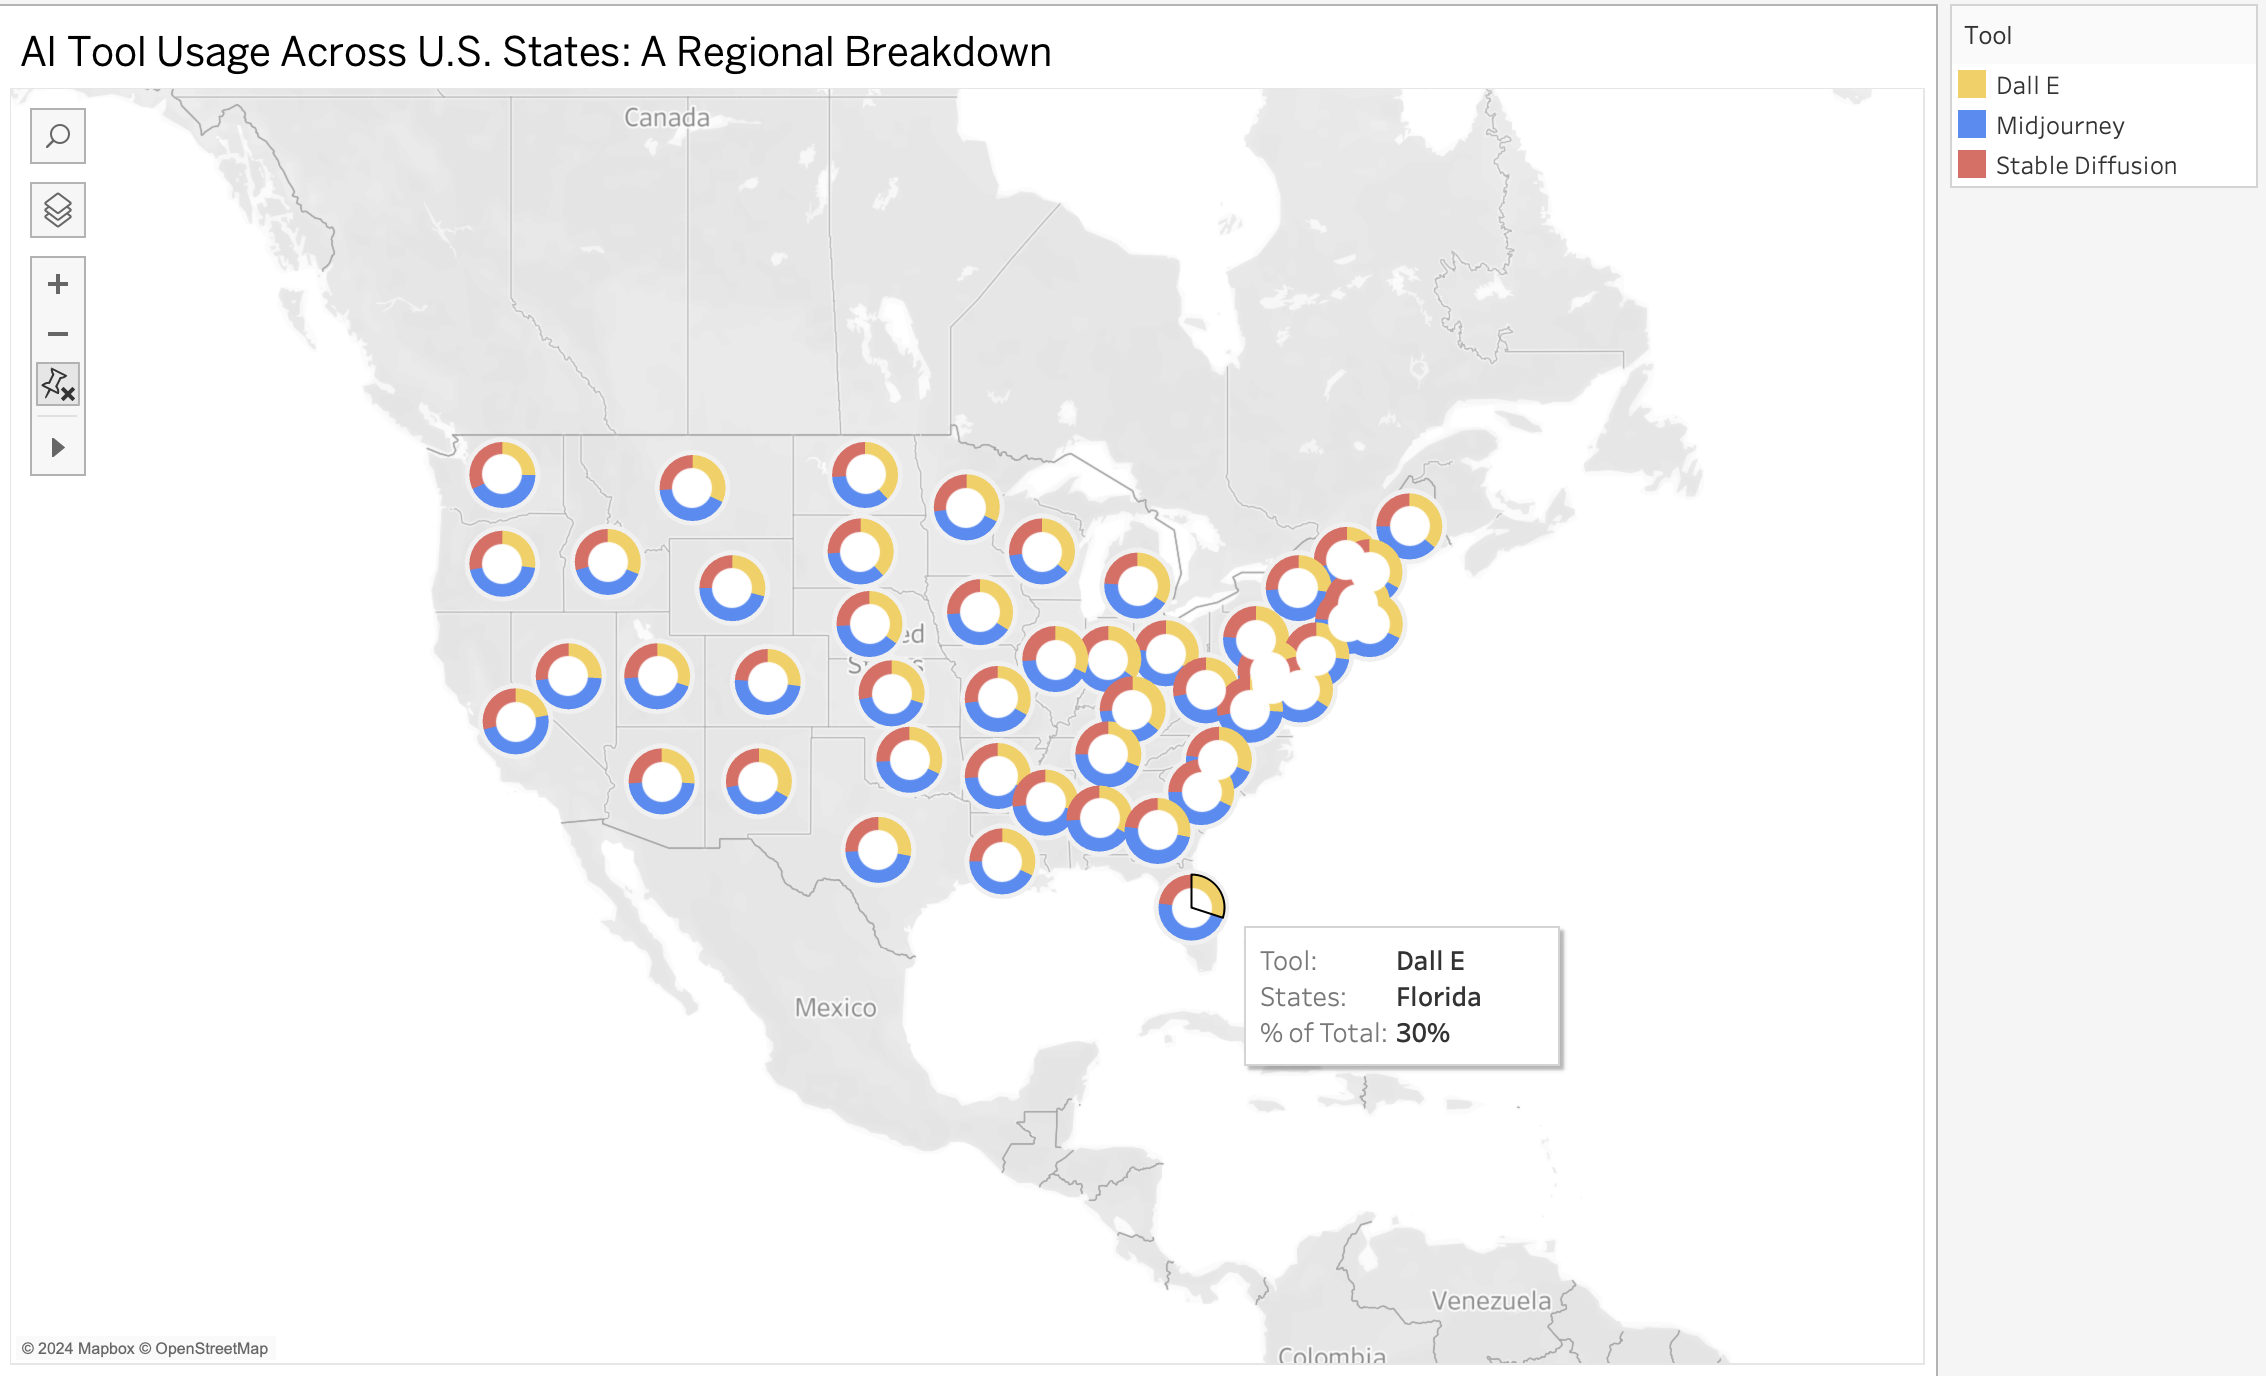 AI Tool Usage Across U.S. States: A Regional Breakdown
Tool
Dall E
Midjourney
Stable Diffusion
Canada
Mexico
Tool: Dall E
States: Florida
% of Total: 30%
Venezuela
Colombia
© 2024 Mapbox © OpenStreetMap